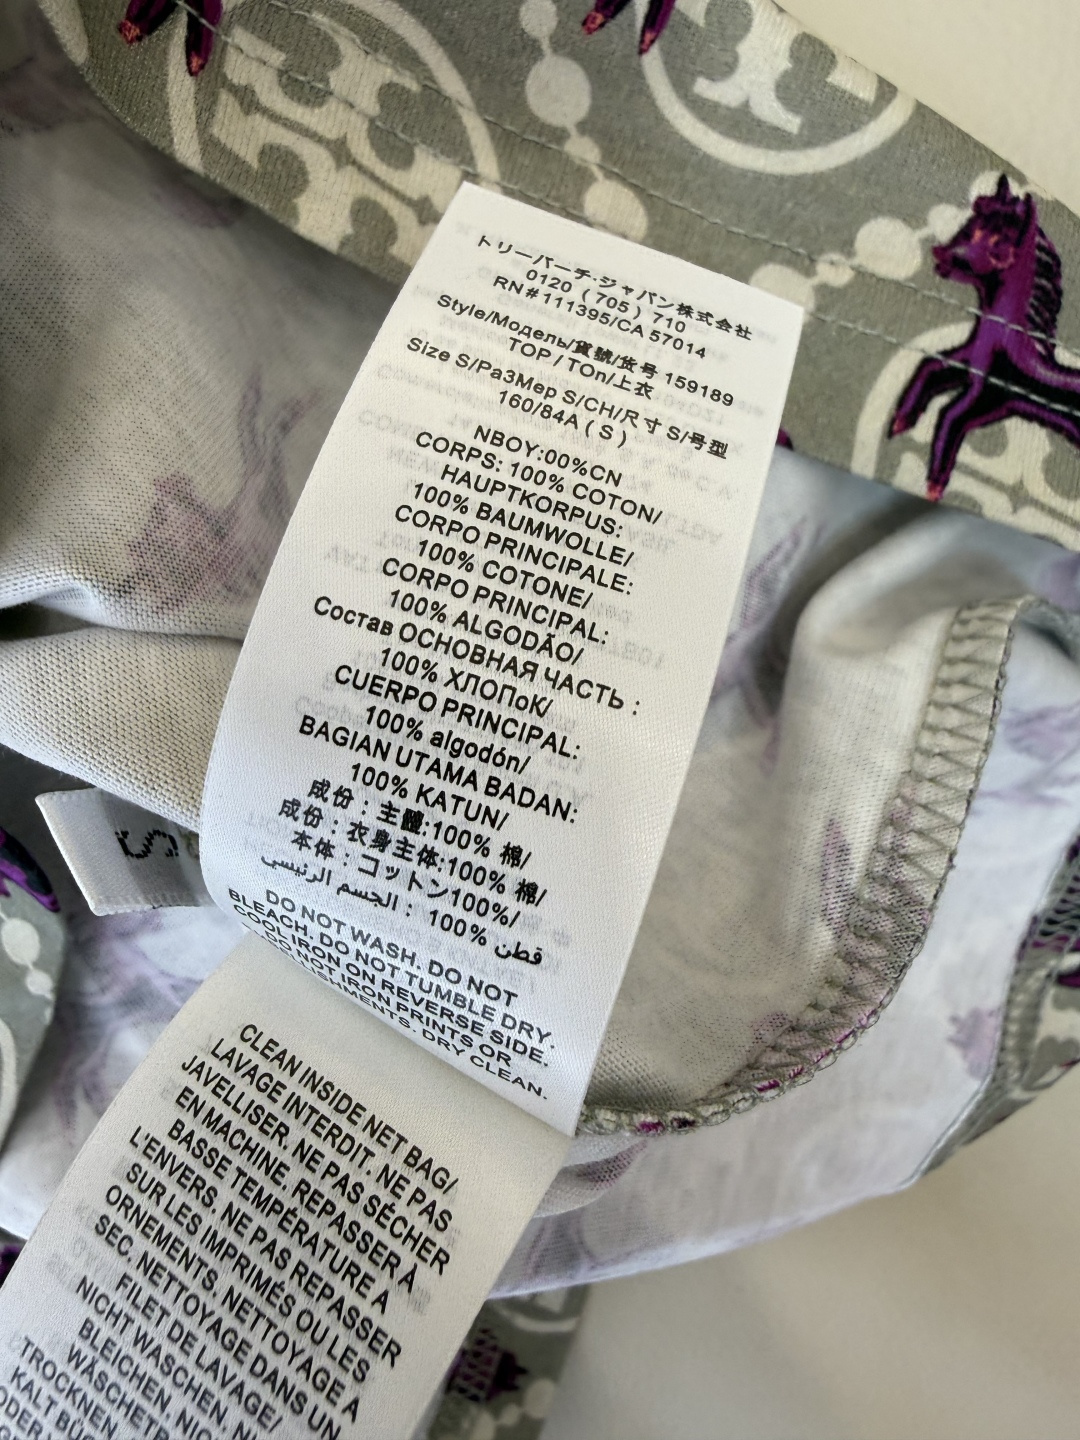 トリーバーチ・ジャパン株式会社
0120（705）710
RN#111395/CA 57014
Style/Модель/貨號/货号 159189
TOP / TOп/上衣
Size S/Pa3Mep S/CH/尺寸 S/号型
160/84A ( S )
NBOY:00%CN
CORPS: 100% COTON/
HAUPTKORPUS:
100% BAUMWOLLE/
CORPO PRINCIPALE:
100% COTONE/
CORPO PRINCIPAL:
100% ALGODÃO/
Состав ОСНОВНАЯ ЧАСТЬ :
100% ХЛОПоК/
CUERPO PRINCIPAL:
100% algodón/
BAGIAN UTAMA BADAN:
100% KATUN/
成份：主體:100% 棉/
成份：衣身主体:100% 棉/
本体：コットン100%/
الجسم الرئيسي : 100% قطن
DO NOT WASH. DO NOT
BLEACH. DO NOT TUMBLE DRY.
COOL IRON ON REVERSE SIDE.
DO NOT IRON PRINTS OR
DRY CLEAN.
CLEAN INSIDE NET BAG/
LAVAGE INTERDIT. NE PAS
JAVELLISER. NE PAS SÉCHER
EN MACHINE. REPASSER À
BASSE TEMPÉRATURE A
L'ENVERS. NE PAS REPASSER
SUR LES IMPRIMÉS OU LES
ORNEMENTS. NETTOYAGE A
SEC. NETTOYAGE DANS UN
FILET DE LAVAGE/
NICHT WASCHEN. NICHT
BLEICHEN. NIC
WÄSCHETR
TROCKNEN
KALT BÜG
ODER
S